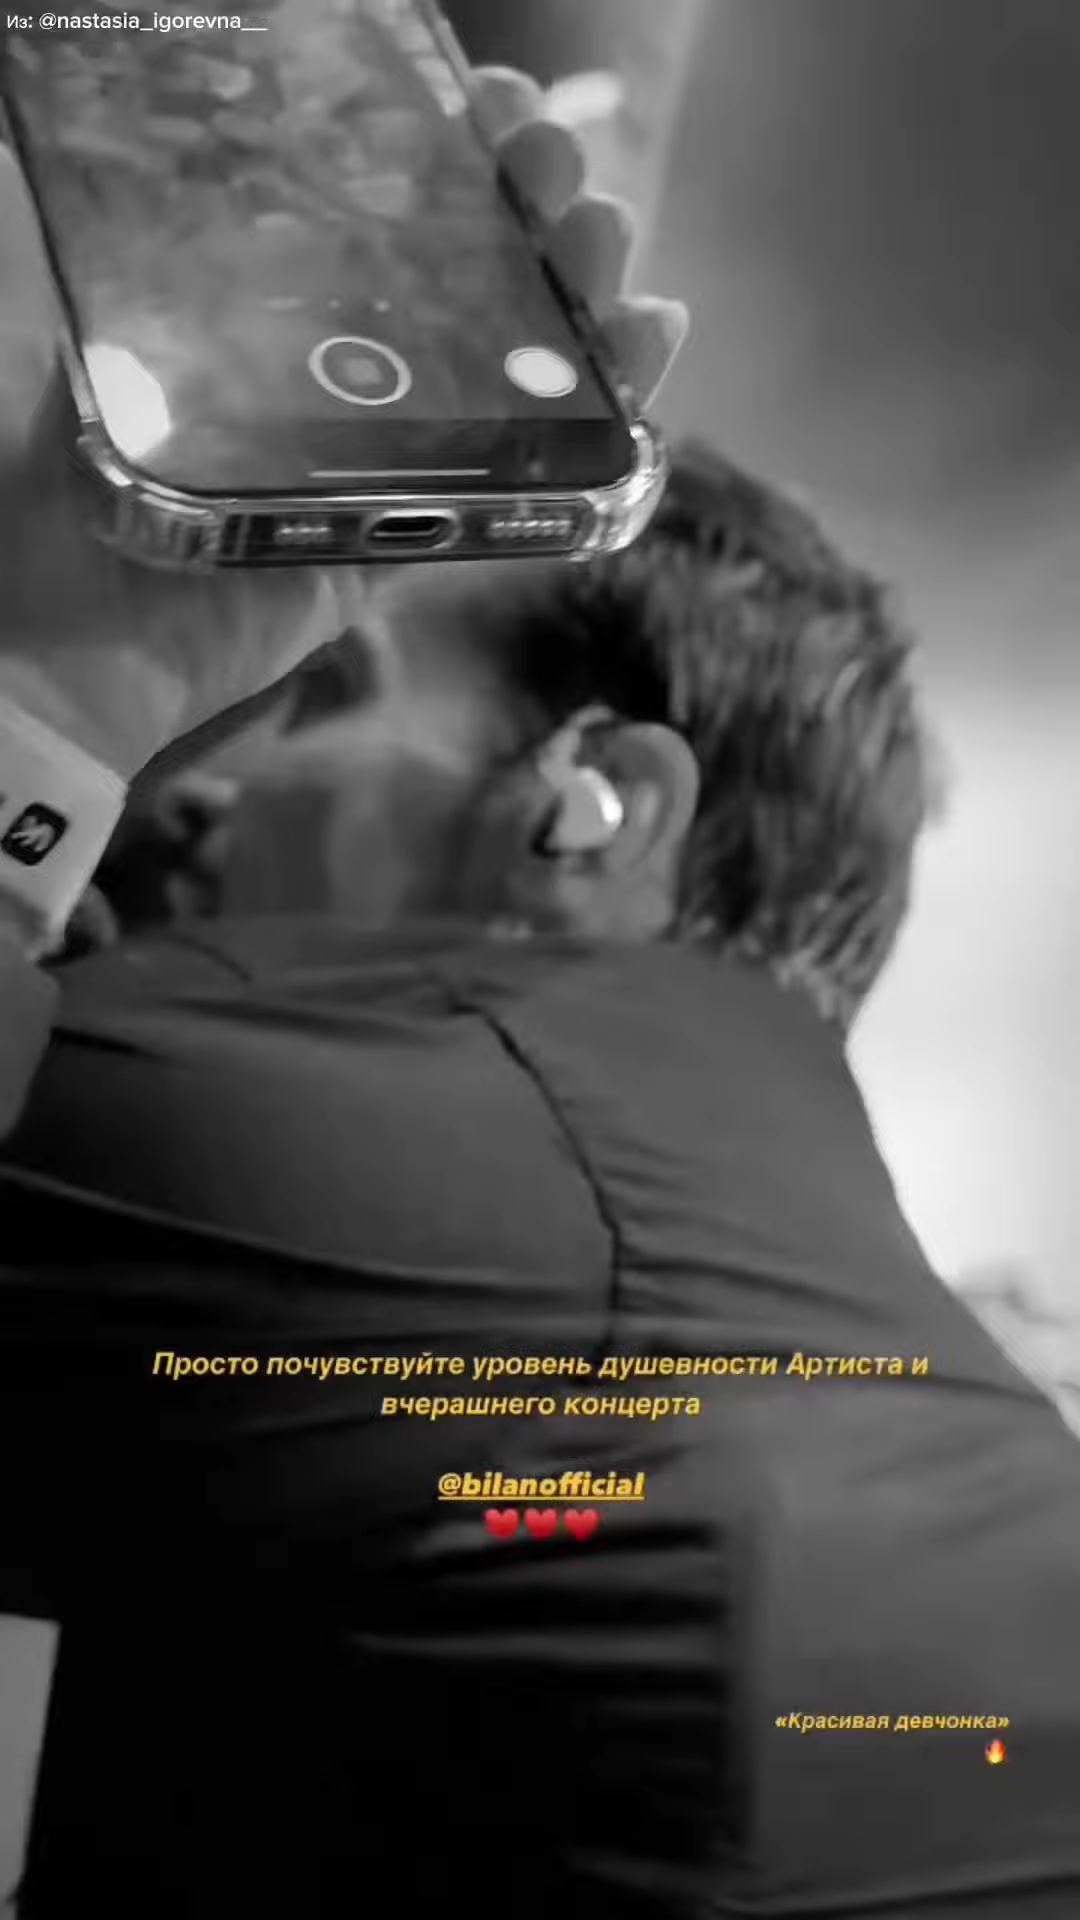 Из: @nastasia_igorevna__
Просто почувствуйте уровень душевности Артиста и
вчерашнего концерта
@bilanofficial
«Красивая девчонка»